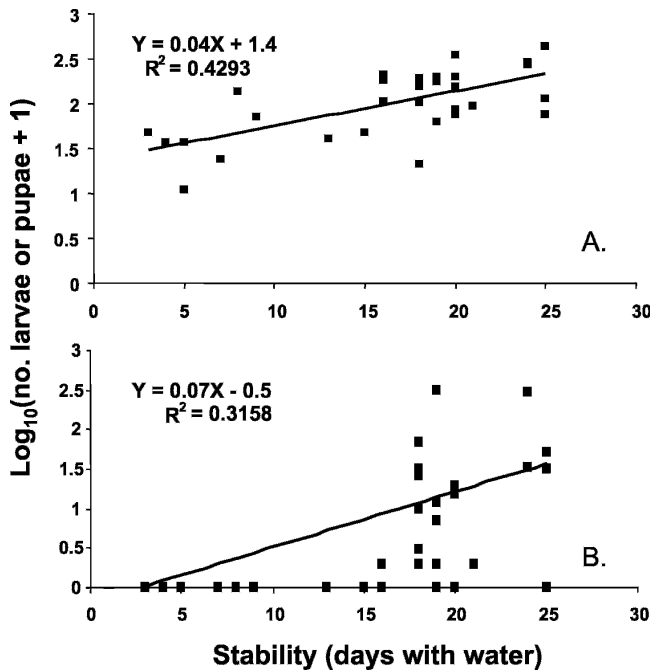 Log10(no. larvae or pupae + 1)
3
2.5
2
1.5
1
0.5
0
Y = 0.04X + 1.4
R² = 0.4293
A.
0 5 10 15 20 25 30
3
2.5
2
1.5
1
0.5
0
Y = 0.07X - 0.5
R² = 0.3158
B.
0 5 10 15 20 25 30
Stability (days with water)